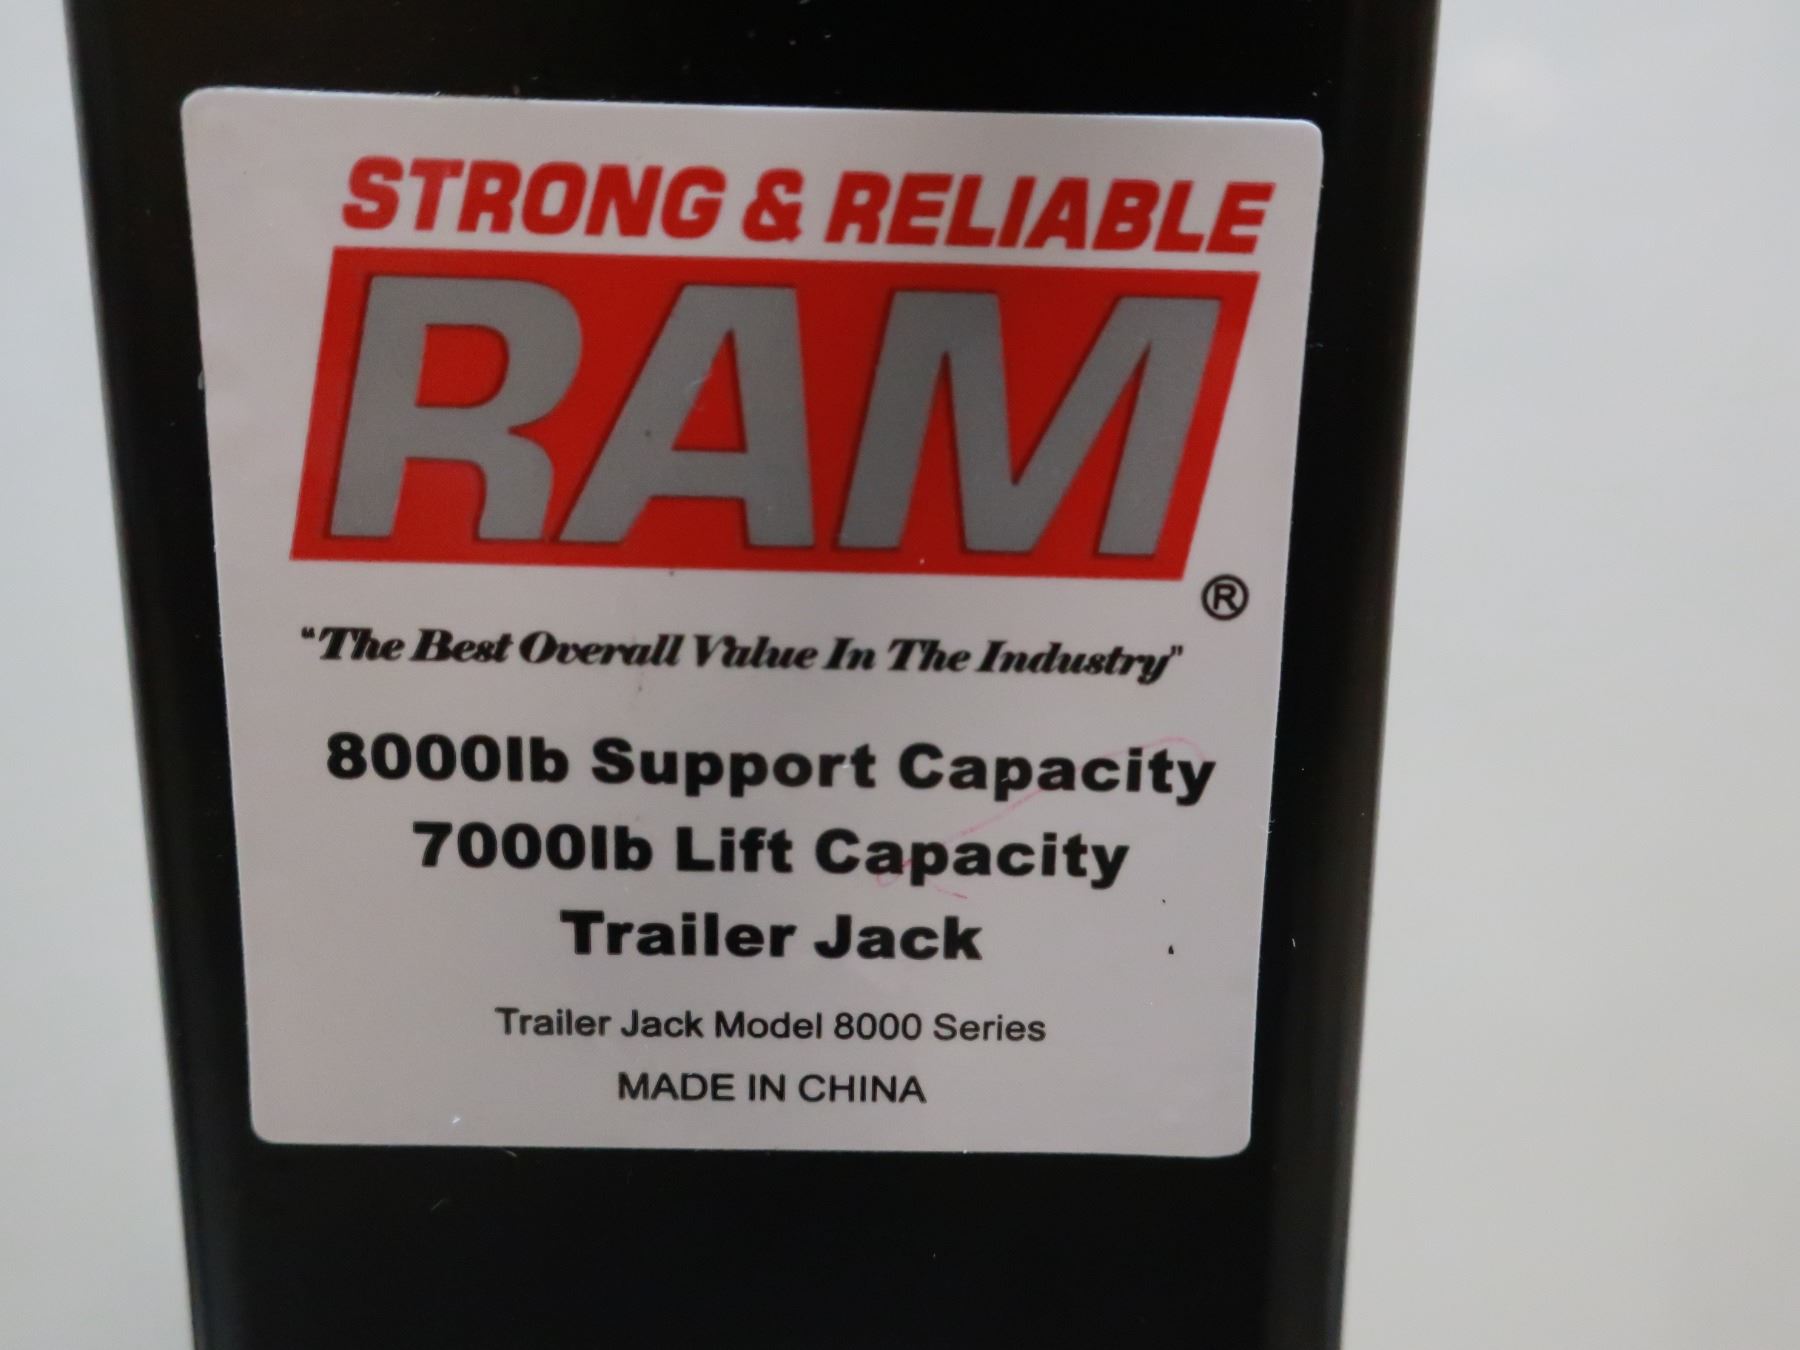 STRONG & RELIABLE
RAM
®
"The Best Overall Value In The Industry"
8000lb Support Capacity
7000lb Lift Capacity
Trailer Jack
Trailer Jack Model 8000 Series
MADE IN CHINA